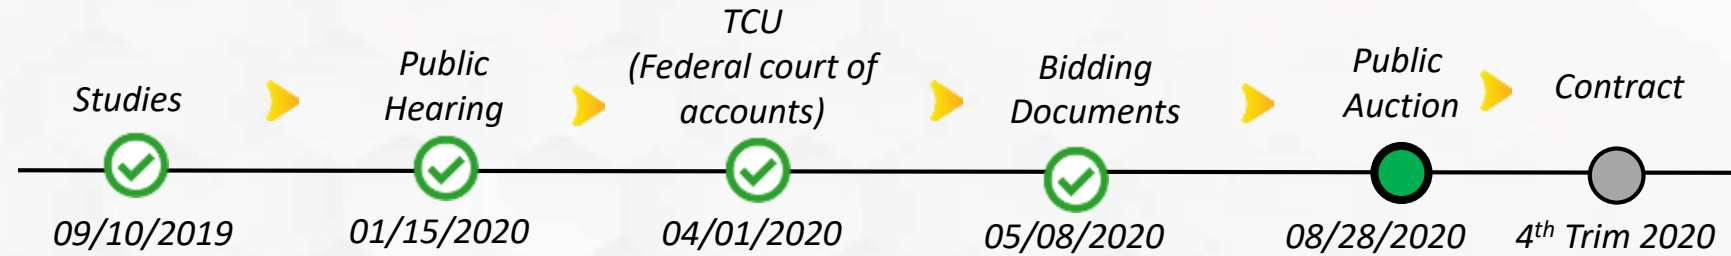 Studies
09/10/2019
Public
Hearing
01/15/2020
TCU
(Federal court of
accounts)
04/01/2020
Bidding
Documents
05/08/2020
Public
Auction
08/28/2020
Contract
4th Trim 2020